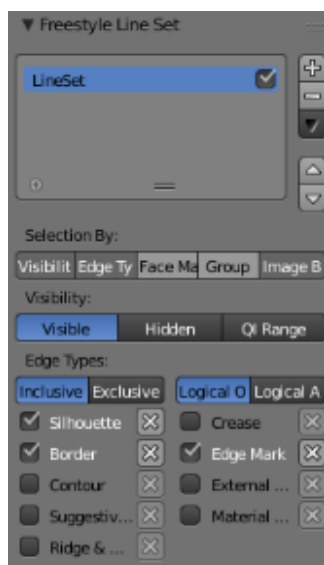 Freestyle Line Set
LineSet
Selection By:
Visibilit Edge Ty Face Ma Group Image B
Visibility:
Visible Hidden QI Range
Edge Types:
Inclusive Exclusive Logical O Logical A
Silhouette Crease
Border Edge Mark
Contour External ...
Suggestiv... Material ...
Ridge & ...